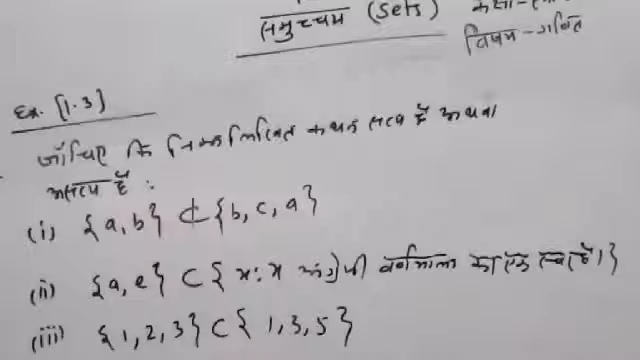 समुच्चय (Sets)
कक्षा-
विषय-गणित
Ex. [1.3]
जाँचिए कि निम्नलिखित कथन सत्य हैं अथवा
असत्य हैं :
(i) {a, b} ⊄ {b, c, a}
(ii) {a, e} ⊂ {x : x अंग्रेजी वर्णमाला का एक स्वर है।}
(iii) {1, 2, 3} ⊂ {1, 3, 5}